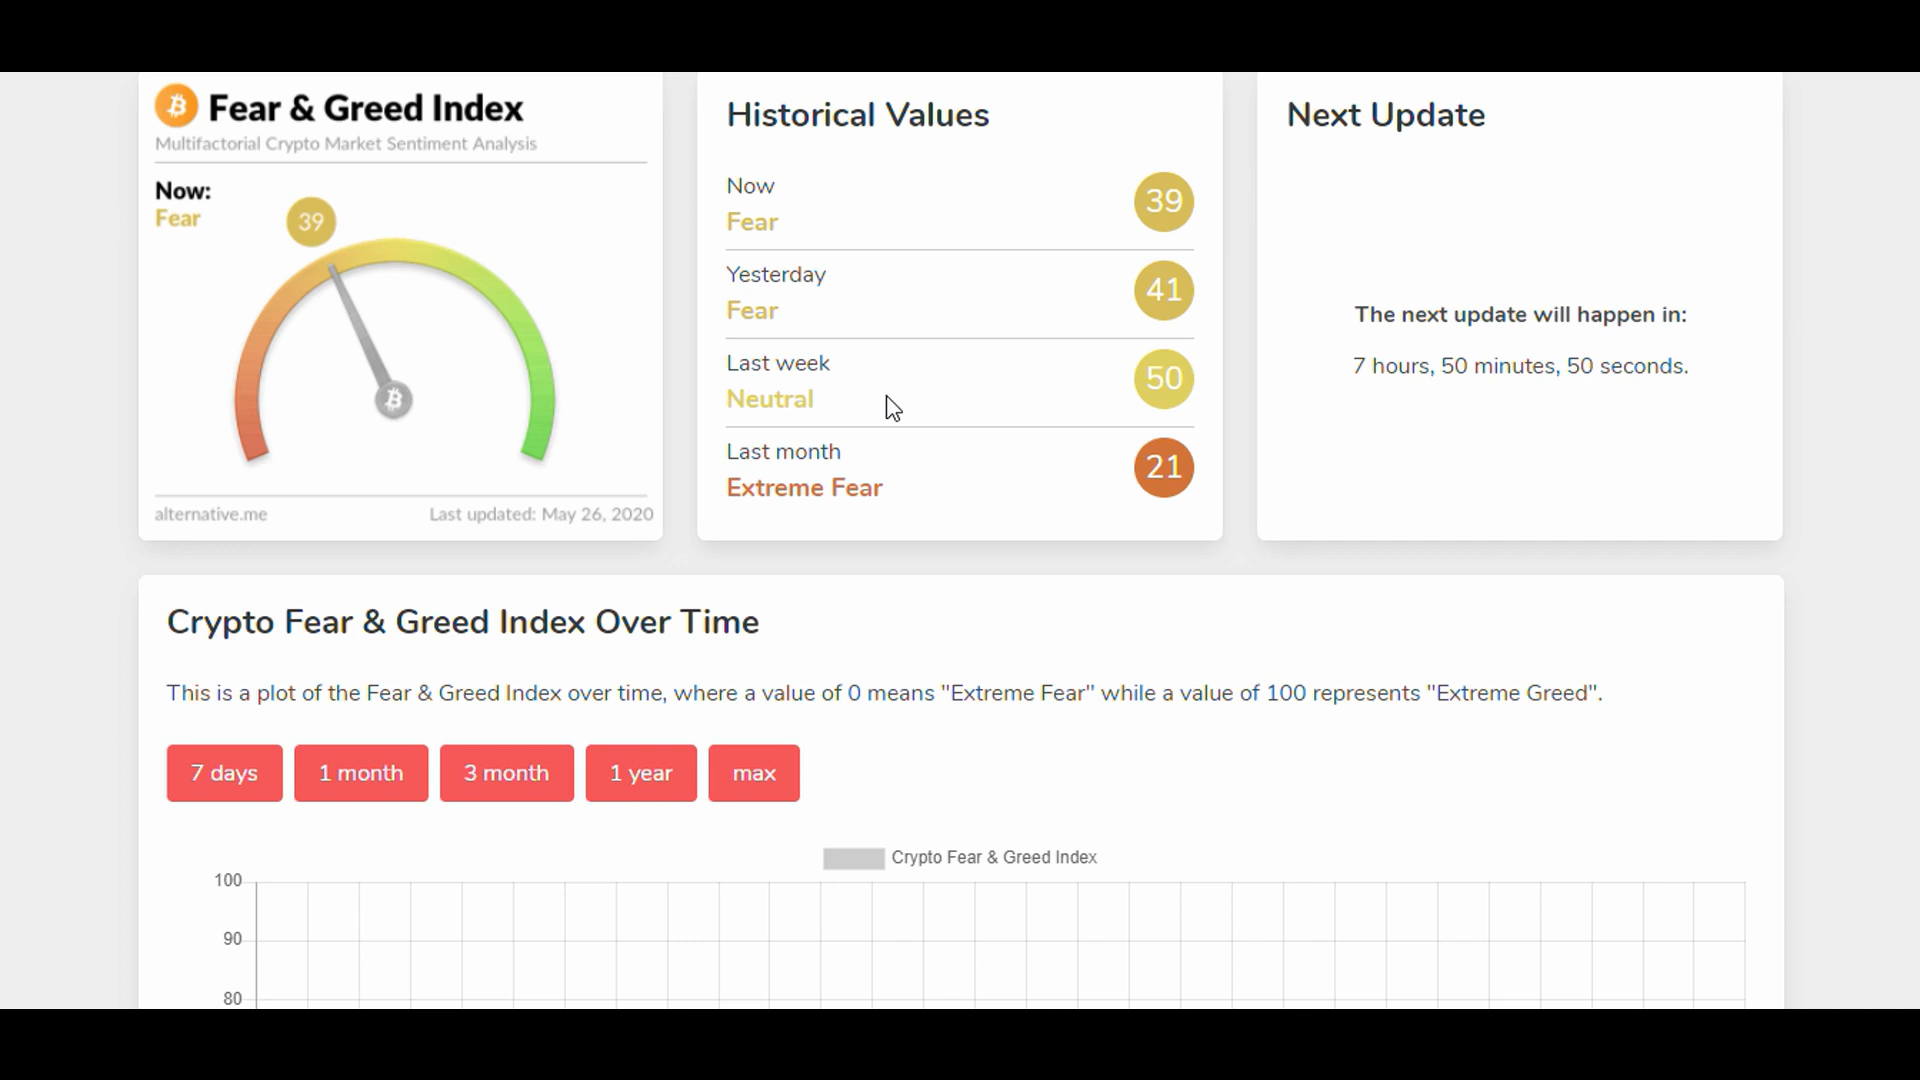 Fear & Greed Index
Multifactorial Crypto Market Sentiment Analysis
Now:
Fear
39
alternative.me
Last updated: May 26, 2020
Historical Values
Now
Fear
39
Yesterday
Fear
41
Last week
Neutral
50
Last month
Extreme Fear
21
Next Update
The next update will happen in:
7 hours, 50 minutes, 50 seconds.
Crypto Fear & Greed Index Over Time
This is a plot of the Fear & Greed Index over time, where a value of 0 means "Extreme Fear" while a value of 100 represents "Extreme Greed".
7 days
1 month
3 month
1 year
max
Crypto Fear & Greed Index
100
90
80